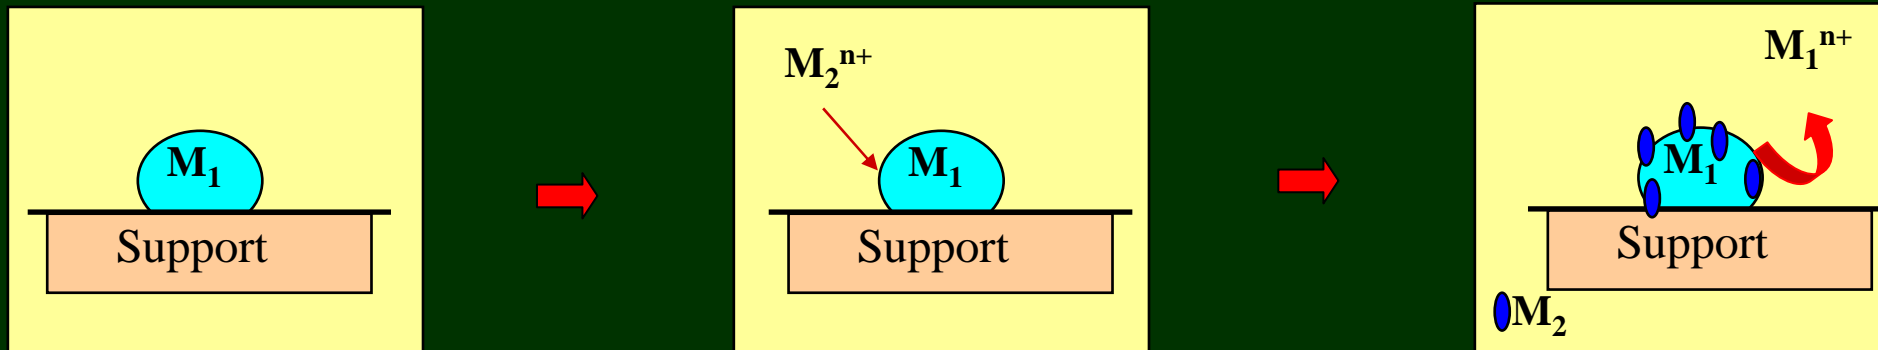 M₁
Support
M₂ⁿ⁺
M₁
Support
M₁ⁿ⁺
M₁
Support
M₂